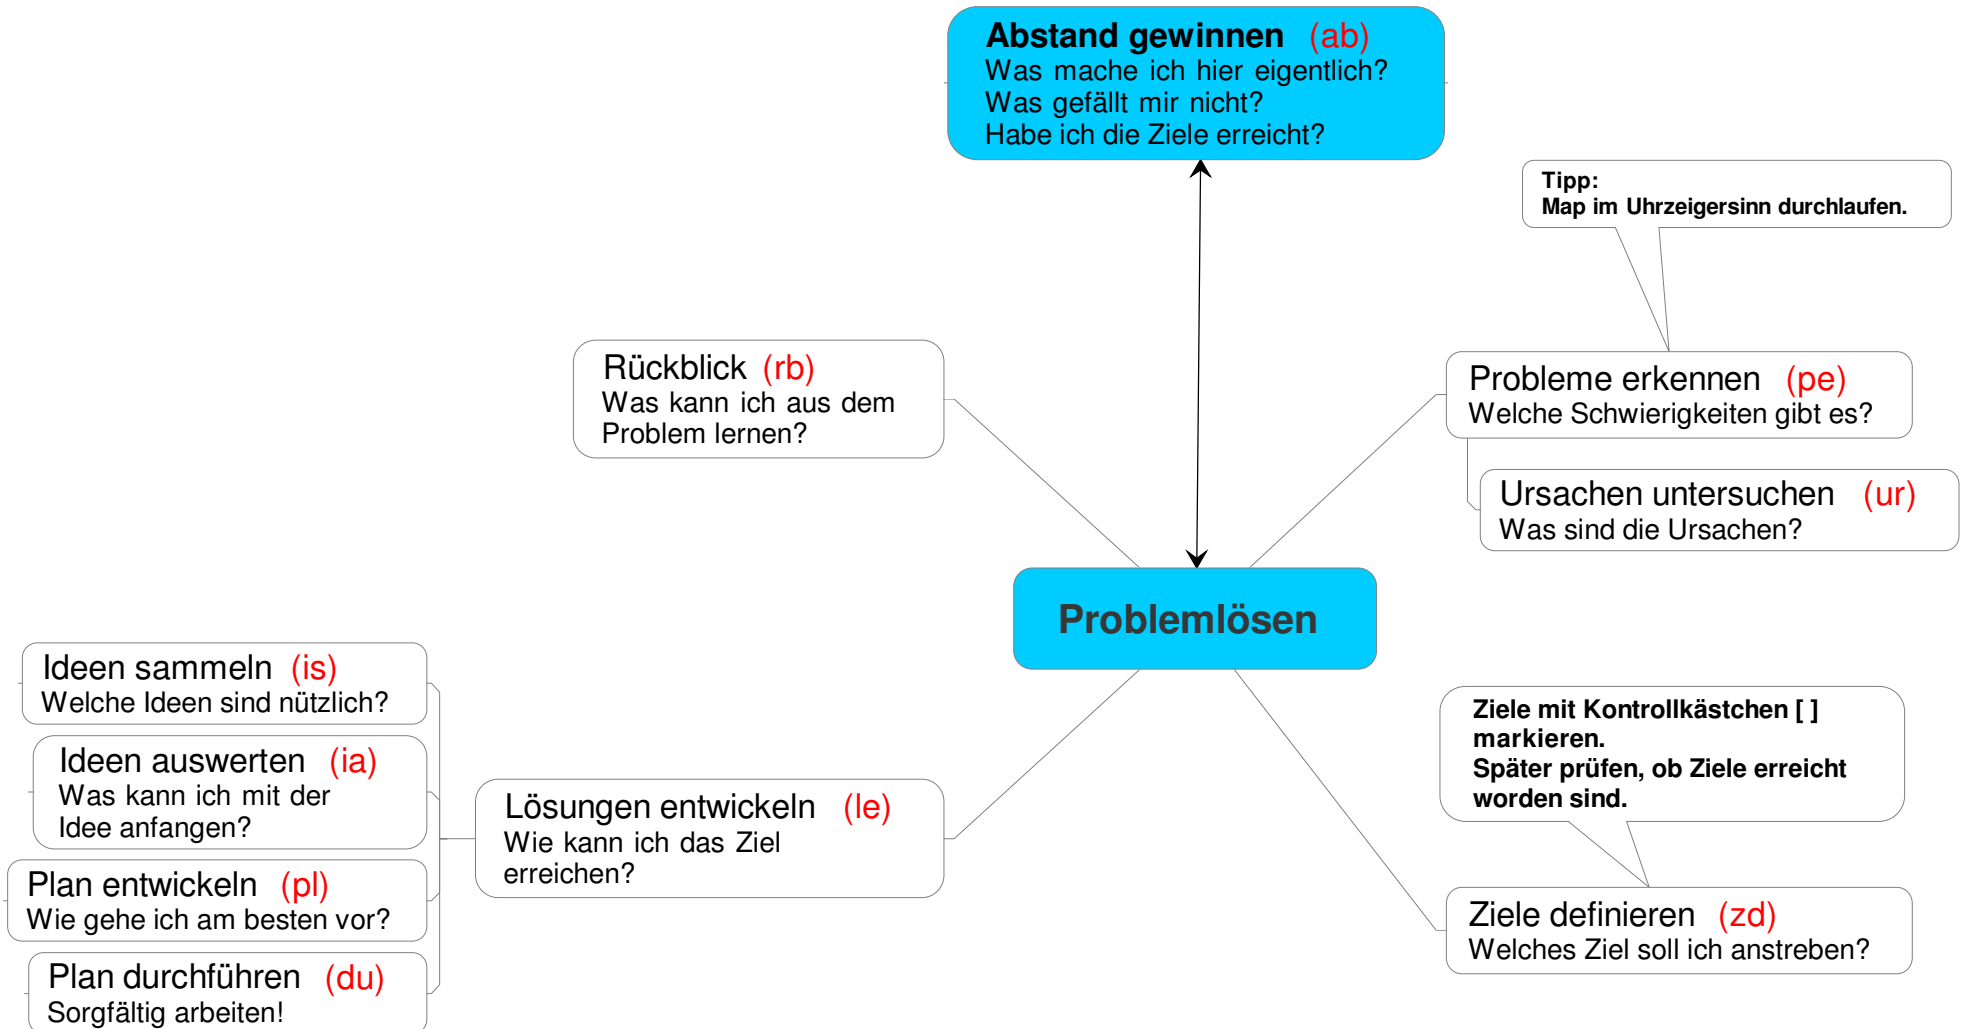 Abstand gewinnen (ab)
Was mache ich hier eigentlich?
Was gefällt mir nicht?
Habe ich die Ziele erreicht?
Tipp:
Map im Uhrzeigersinn durchlaufen.
Rückblick (rb)
Was kann ich aus dem
Problem lernen?
Probleme erkennen (pe)
Welche Schwierigkeiten gibt es?
Ursachen untersuchen (ur)
Was sind die Ursachen?
Problemlösen
Ideen sammeln (is)
Welche Ideen sind nützlich?
Ideen auswerten (ia)
Was kann ich mit der
Idee anfangen?
Plan entwickeln (pl)
Wie gehe ich am besten vor?
Plan durchführen (du)
Sorgfältig arbeiten!
Lösungen entwickeln (le)
Wie kann ich das Ziel
erreichen?
Ziele mit Kontrollkästchen [ ]
markieren.
Später prüfen, ob Ziele erreicht
worden sind.
Ziele definieren (zd)
Welches Ziel soll ich anstreben?